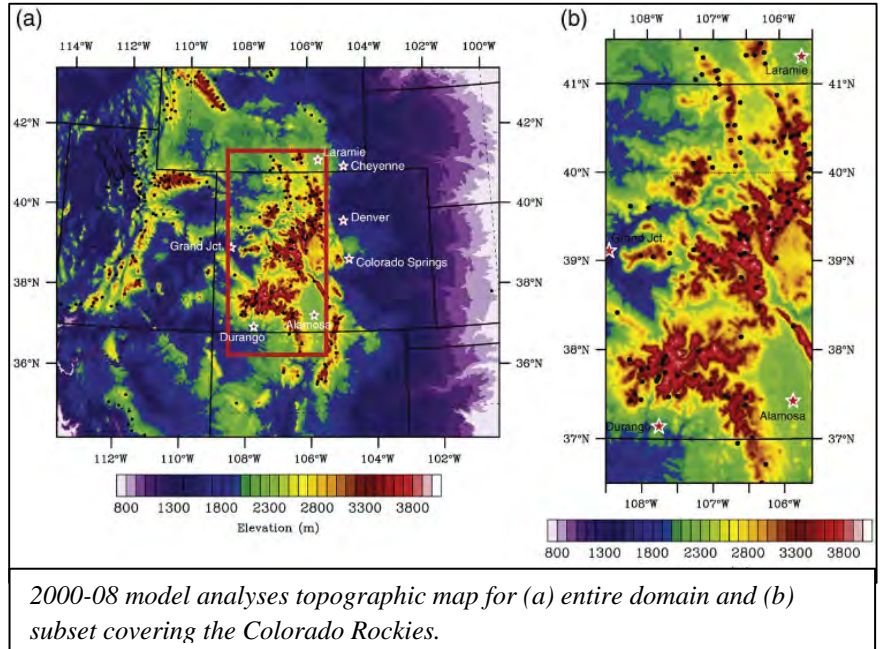 (a)
114°W 112°W 110°W 108°W 106°W 104°W 102°W 100°W
42°N 42°N
40°N 40°N
38°N 38°N
36°N 36°N
Laramie
Cheyenne
Denver
Grand Jct.
Colorado Springs
Alamosa
Durango
112°W 110°W 108°W 106°W 104°W 102°W
800 1300 1800 2300 2800 3300 3800
Elevation (m)
(b)
108°W 107°W 106°W
Laramie
41°N 41°N
40°N 40°N
Grand Jct.
39°N 39°N
38°N 38°N
Alamosa
Durango
37°N 37°N
108°W 107°W 106°W
800 1300 1800 2300 2800 3300 3800
2000-08 model analyses topographic map for (a) entire domain and (b)
subset covering the Colorado Rockies.